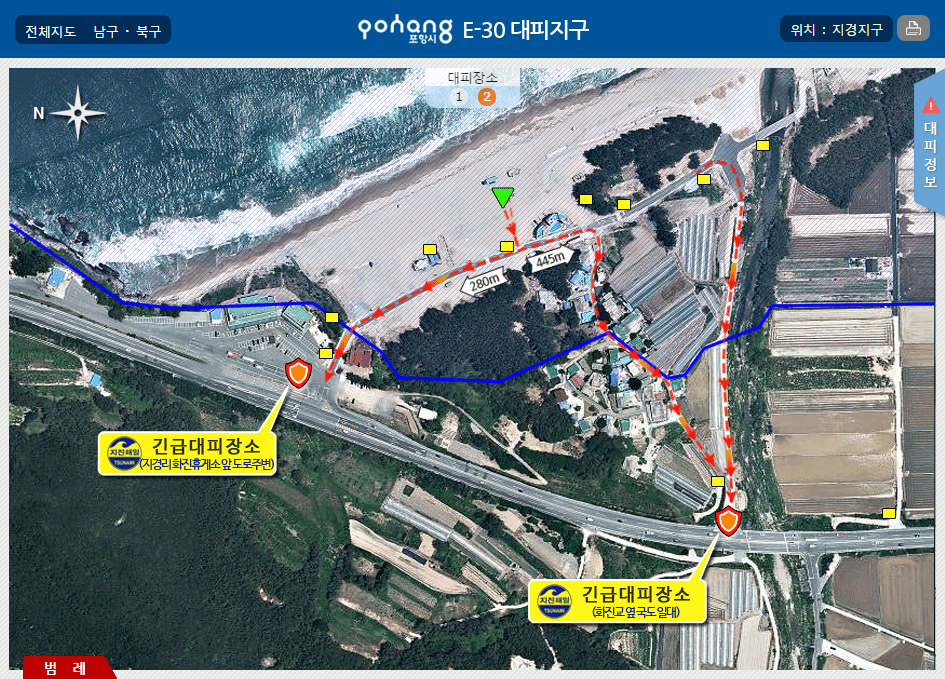 전체지도 남구 · 북구
pohang
포항시
E-30 대피지구
위치 : 지경지구
대피장소
1 2
N
대피정보
445m
280m
지진해일
TSUNAMI
긴급대피장소
(지경리 화진휴게소 앞 도로주변)
지진해일
TSUNAMI
긴급대피장소
(화진교 옆 국도 일대)
범 례